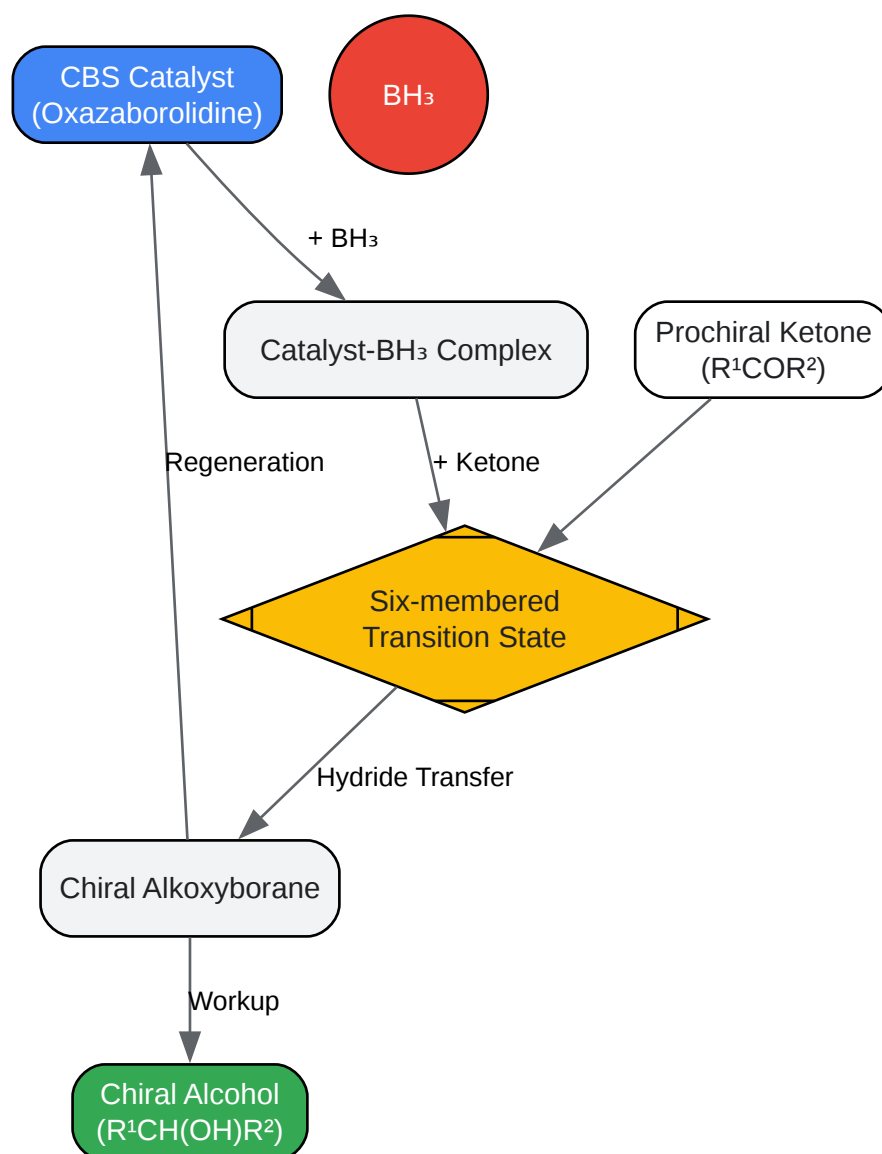 CBS Catalyst
(Oxazaborolidine)
BH₃
+ BH₃
Catalyst-BH₃ Complex
Prochiral Ketone
(R¹COR²)
Regeneration
+ Ketone
Six-membered
Transition State
Hydride Transfer
Chiral Alkoxyborane
Workup
Chiral Alcohol
(R¹CH(OH)R²)